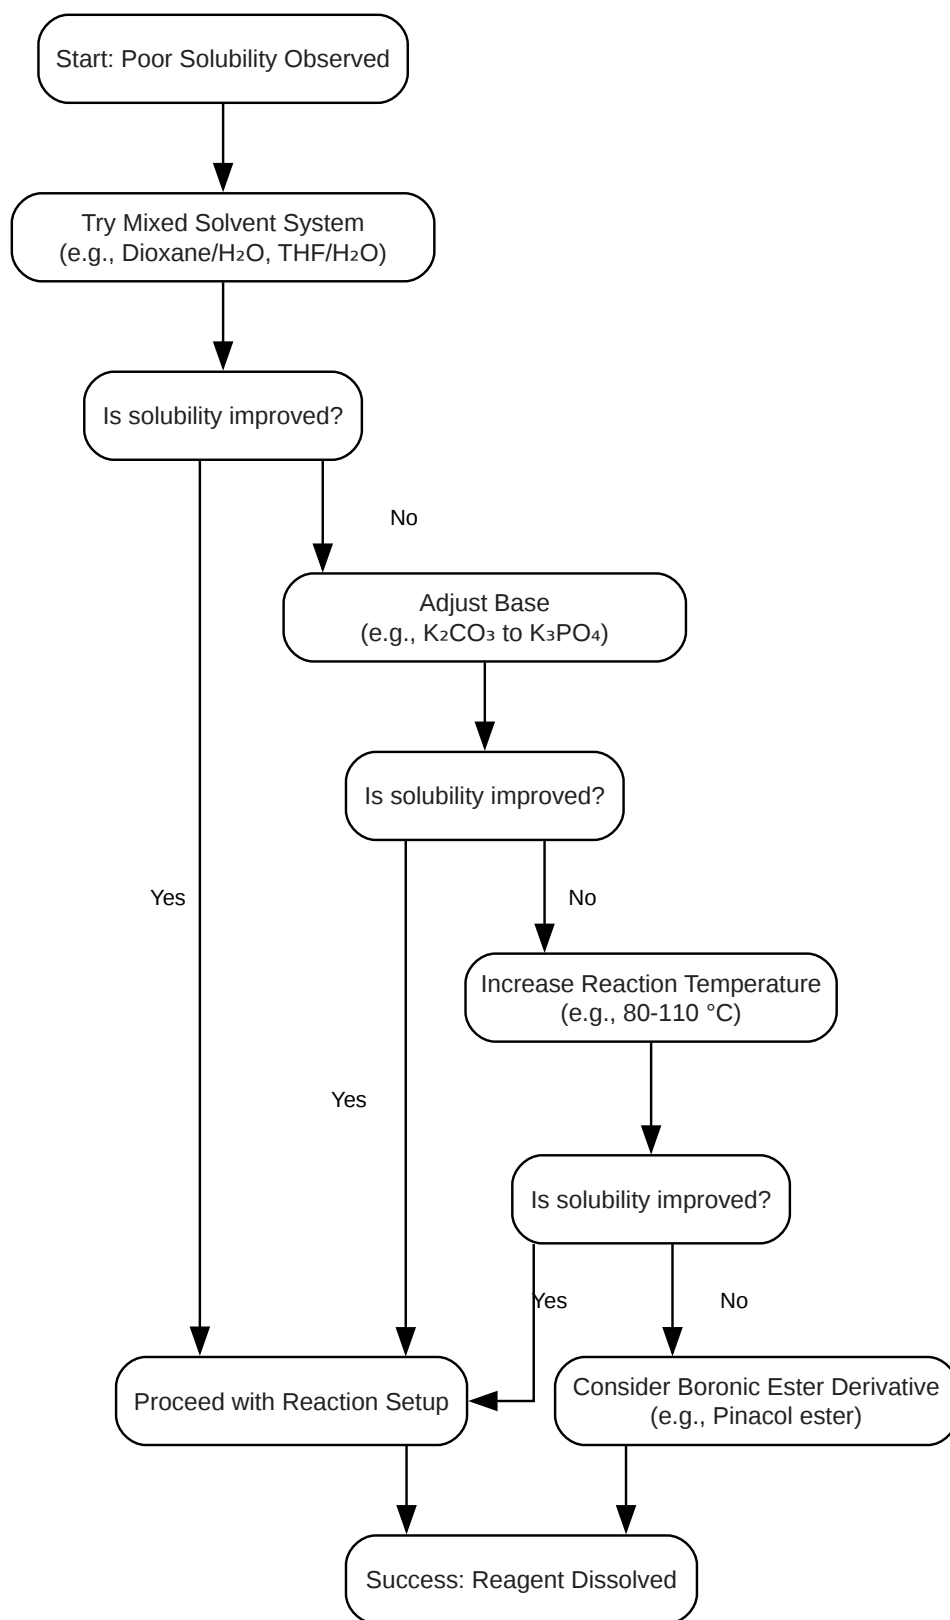 Start: Poor Solubility Observed
Try Mixed Solvent System
(e.g., Dioxane/H₂O, THF/H₂O)
Is solubility improved?
No
Adjust Base
(e.g., K₂CO₃ to K₃PO₄)
Is solubility improved?
Yes
No
Increase Reaction Temperature
(e.g., 80-110 °C)
Yes
Is solubility improved?
Yes
No
Proceed with Reaction Setup
Consider Boronic Ester Derivative
(e.g., Pinacol ester)
Success: Reagent Dissolved